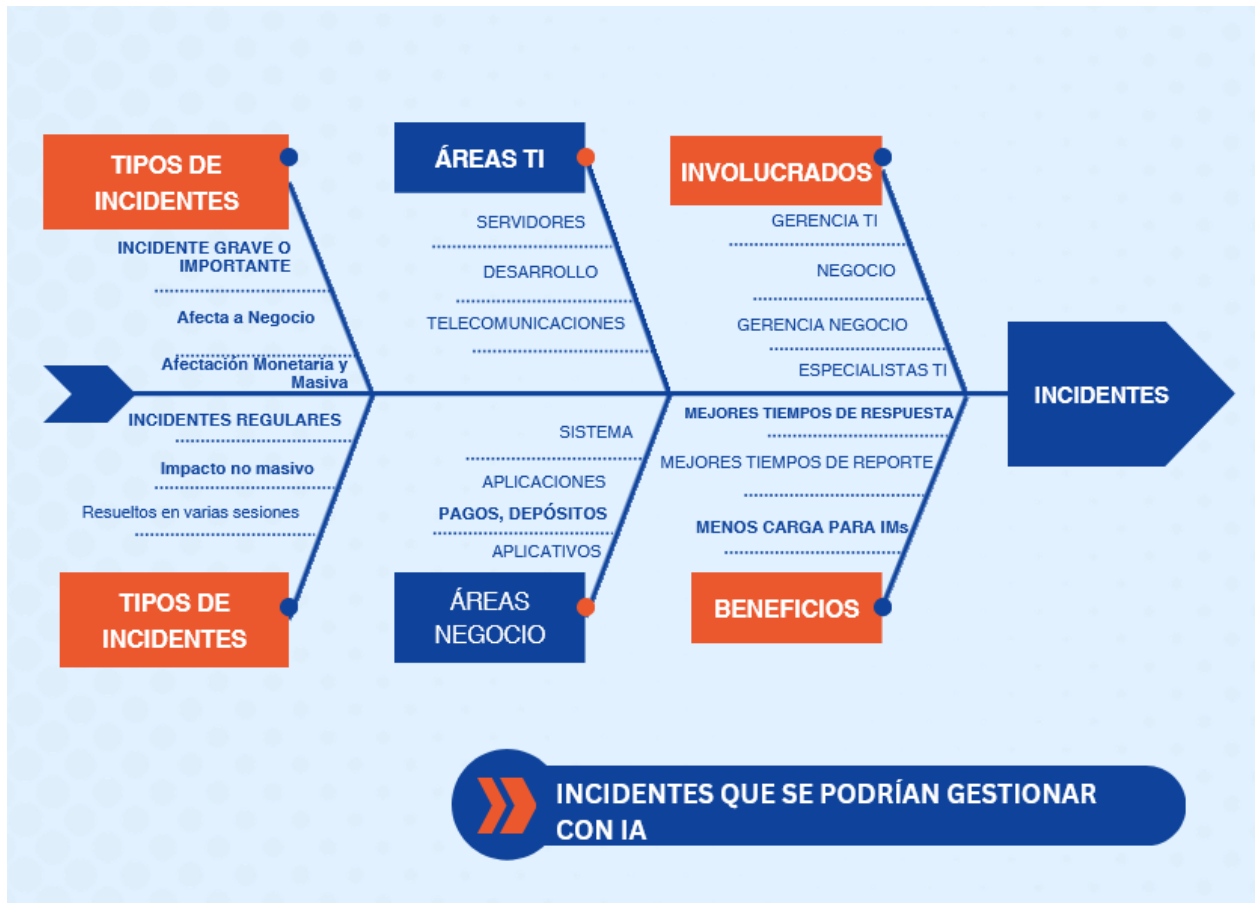 TIPOS DE
INCIDENTES
INCIDENTE GRAVE O
IMPORTANTE
Afecta a Negocio
Afectación Monetaria y
Masiva
ÁREAS TI
SERVIDORES
DESARROLLO
TELECOMUNICACIONES
INVOLUCRADOS
GERENCIA TI
NEGOCIO
GERENCIA NEGOCIO
ESPECIALISTAS TI
INCIDENTES
INCIDENTES REGULARES
Impacto no masivo
Resueltos en varias sesiones
TIPOS DE
INCIDENTES
SISTEMA
APLICACIONES
PAGOS, DEPÓSITOS
APLICATIVOS
ÁREAS
NEGOCIO
MEJORES TIEMPOS DE RESPUESTA
MEJORES TIEMPOS DE REPORTE
MENOS CARGA PARA IMs
BENEFICIOS
INCIDENTES QUE SE PODRÍAN GESTIONAR
CON IA